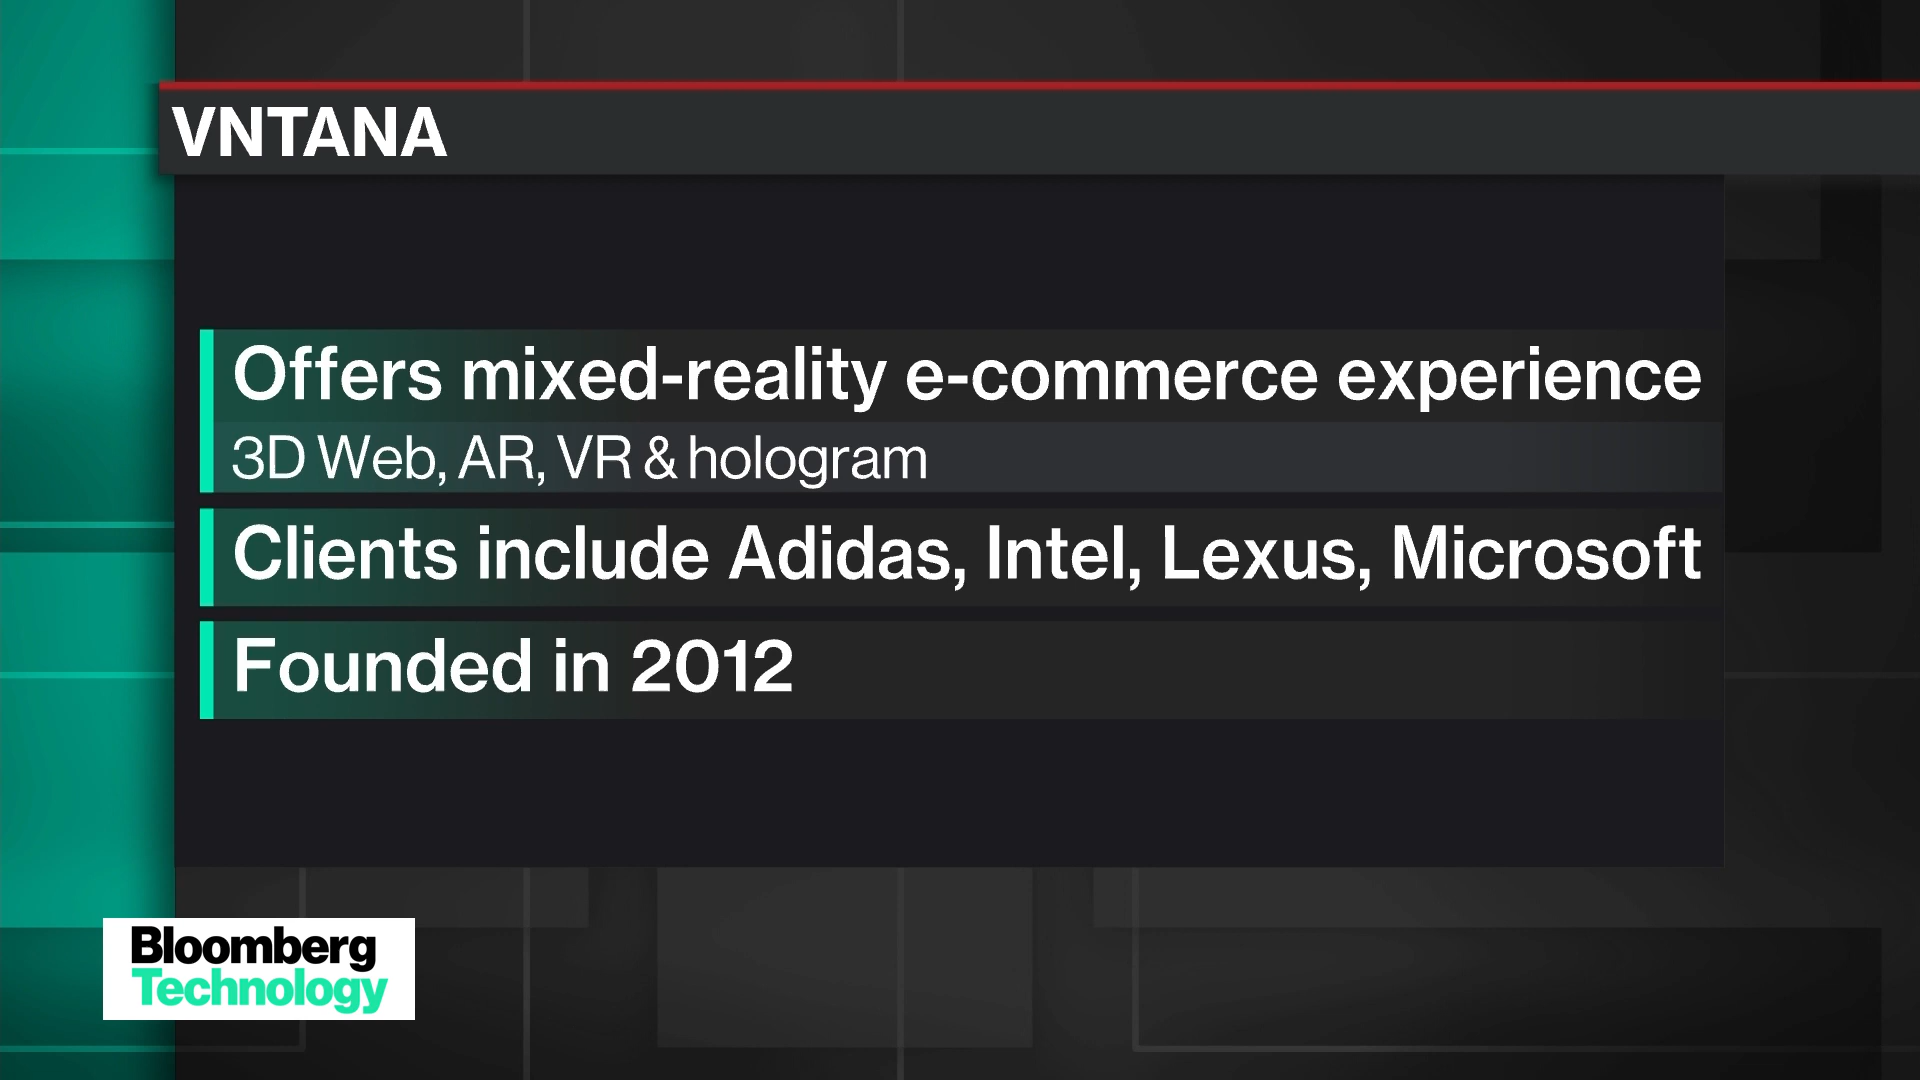 VNTANA
Offers mixed-reality e-commerce experience
3D Web, AR, VR & hologram
Clients include Adidas, Intel, Lexus, Microsoft
Founded in 2012
Bloomberg
Technology